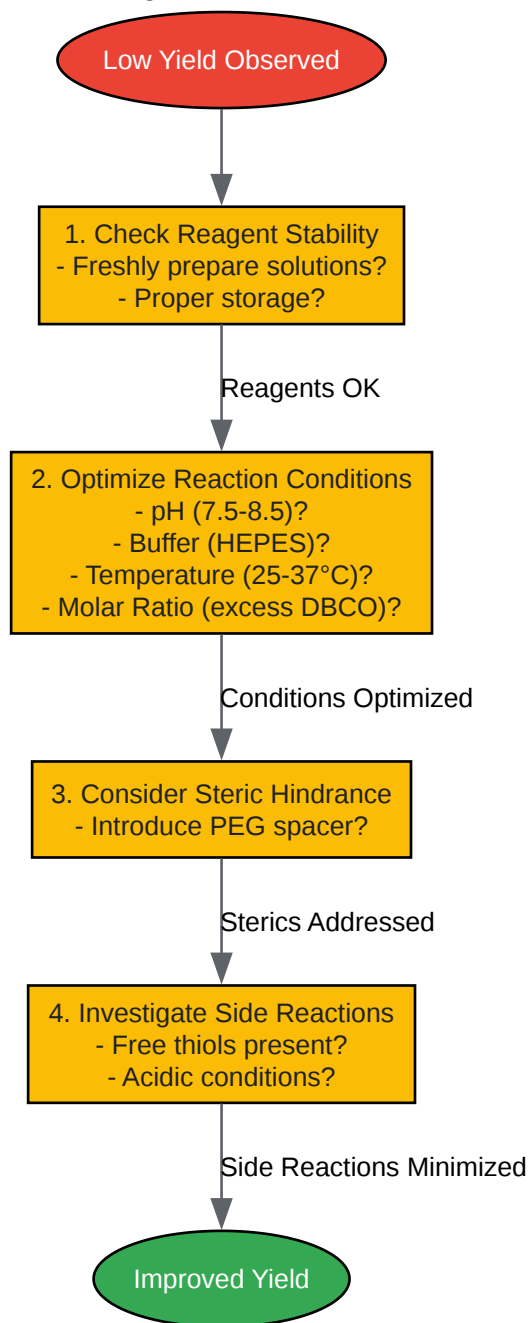 Low Yield Observed
1. Check Reagent Stability
- Freshly prepare solutions?
- Proper storage?
Reagents OK
2. Optimize Reaction Conditions
- pH (7.5-8.5)?
- Buffer (HEPES)?
- Temperature (25-37°C)?
- Molar Ratio (excess DBCO)?
Conditions Optimized
3. Consider Steric Hindrance
- Introduce PEG spacer?
Sterics Addressed
4. Investigate Side Reactions
- Free thiols present?
- Acidic conditions?
Side Reactions Minimized
Improved Yield